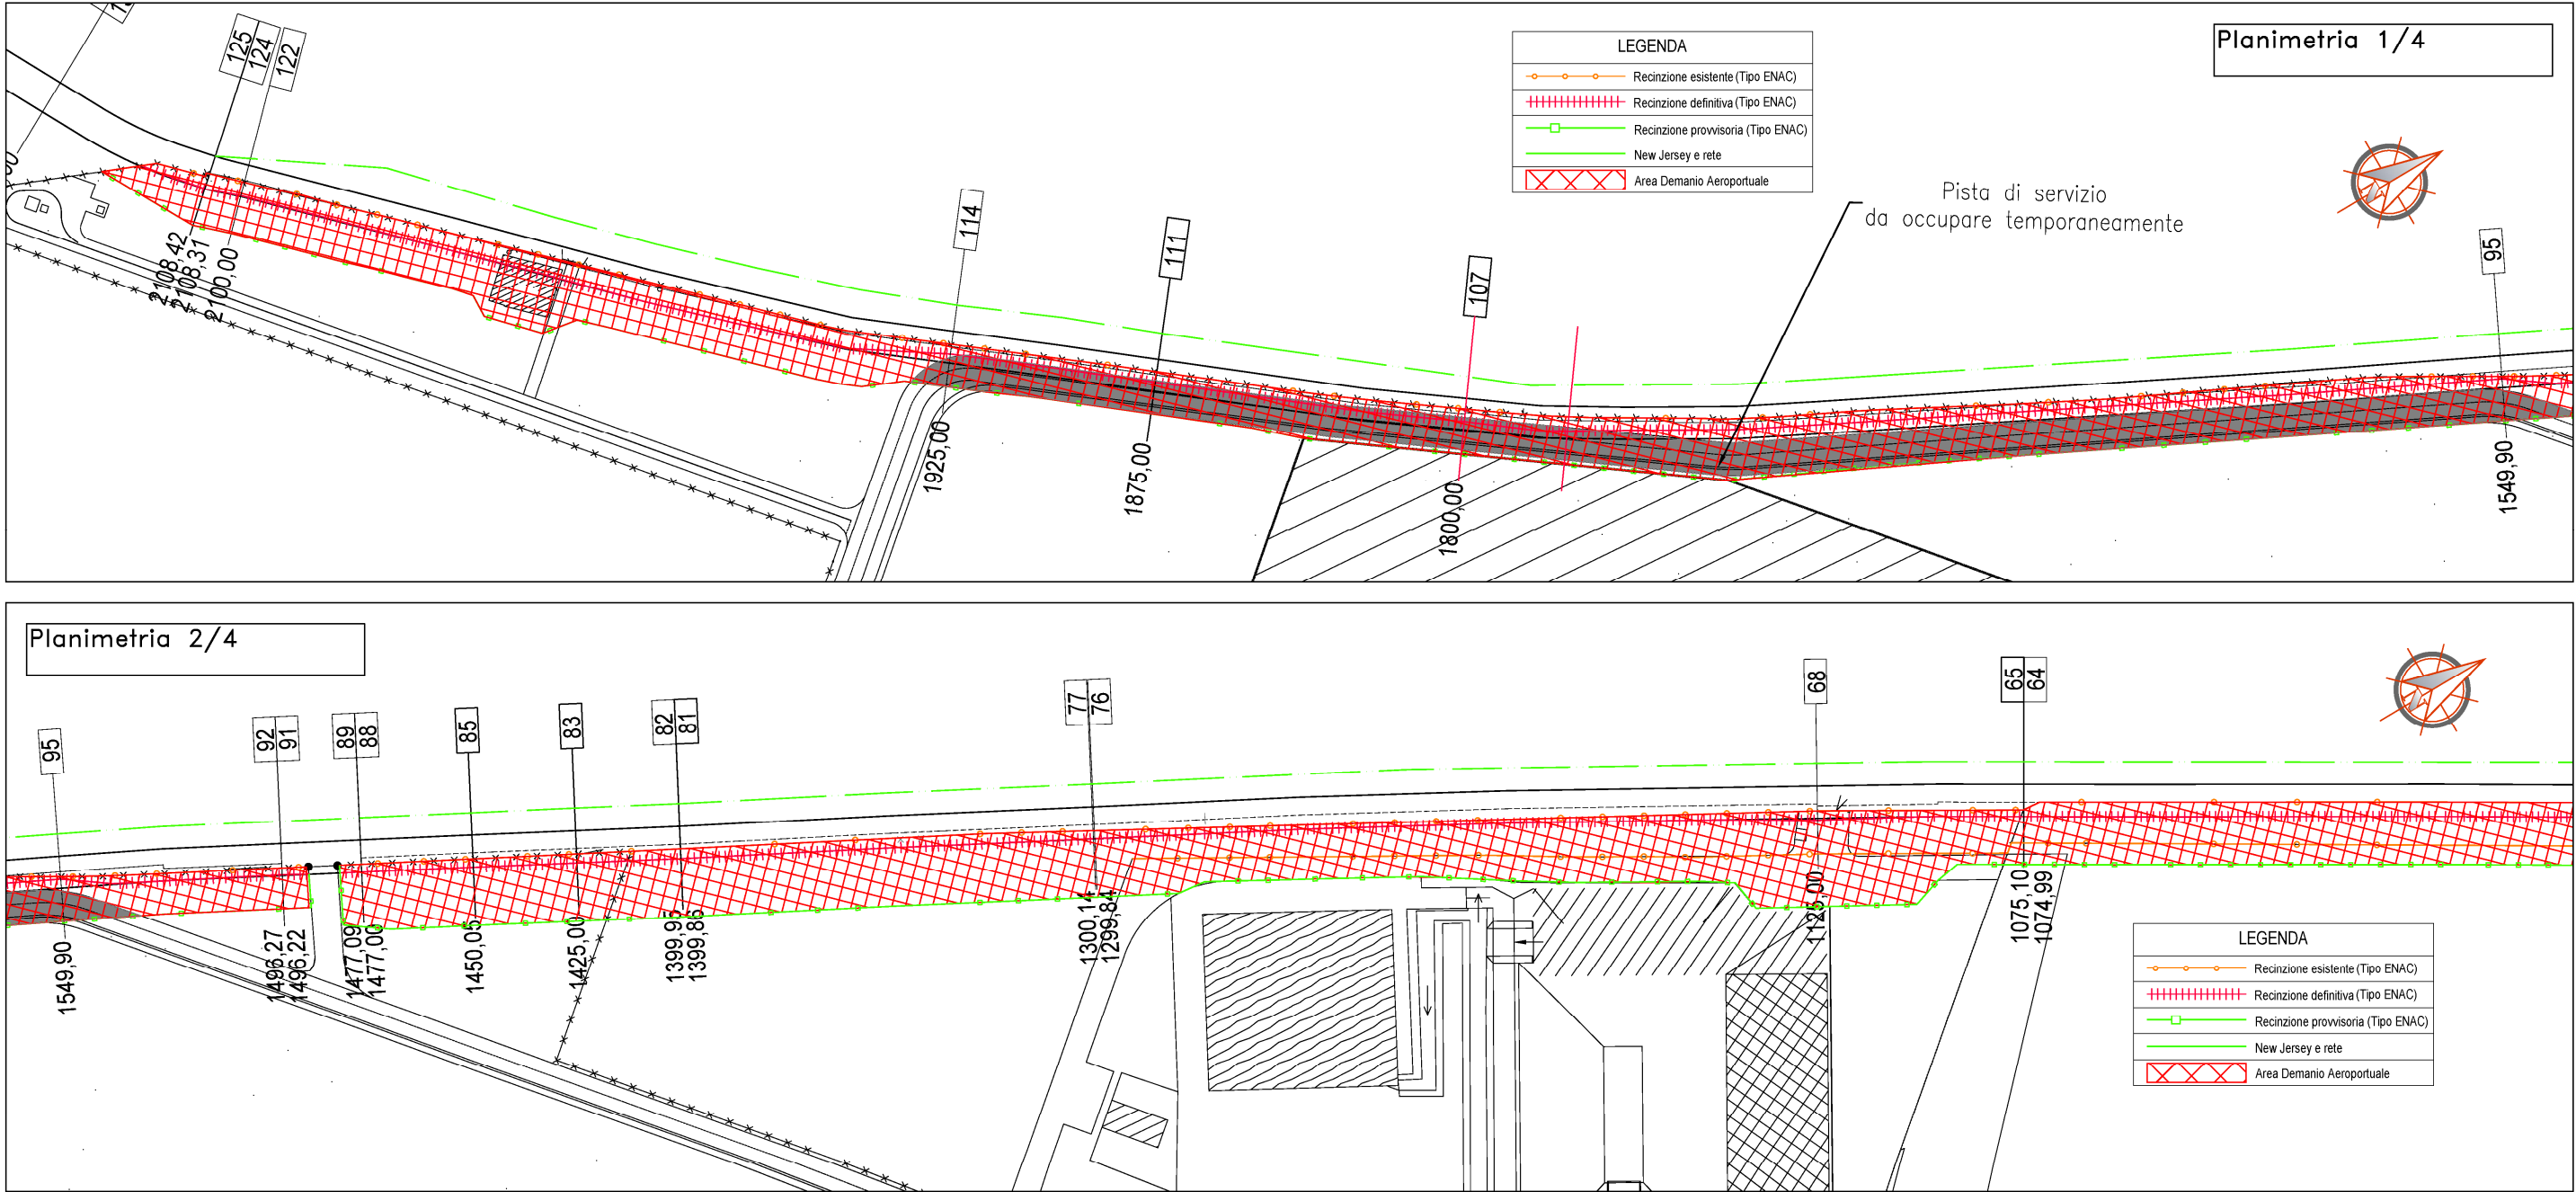 Planimetria 1/4
LEGENDA
Recinzione esistente (Tipo ENAC)
Recinzione definitiva (Tipo ENAC)
Recinzione provvisoria (Tipo ENAC)
New Jersey e rete
Area Demanio Aeroportuale
Pista di servizio
da occupare temporaneamente
125
124
122
114
111
107
95
2108,42
2108,31
2100,00
1925,00
1875,00
1800,00
1549,90
Planimetria 2/4
95
92
91
89
88
85
83
82
81
77
76
68
65
64
1549,90
1496,27
1496,22
1477,09
1477,00
1450,05
1425,00
1399,95
1399,85
1300,14
1299,84
1125,00
1075,10
1074,99
LEGENDA
Recinzione esistente (Tipo ENAC)
Recinzione definitiva (Tipo ENAC)
Recinzione provvisoria (Tipo ENAC)
New Jersey e rete
Area Demanio Aeroportuale